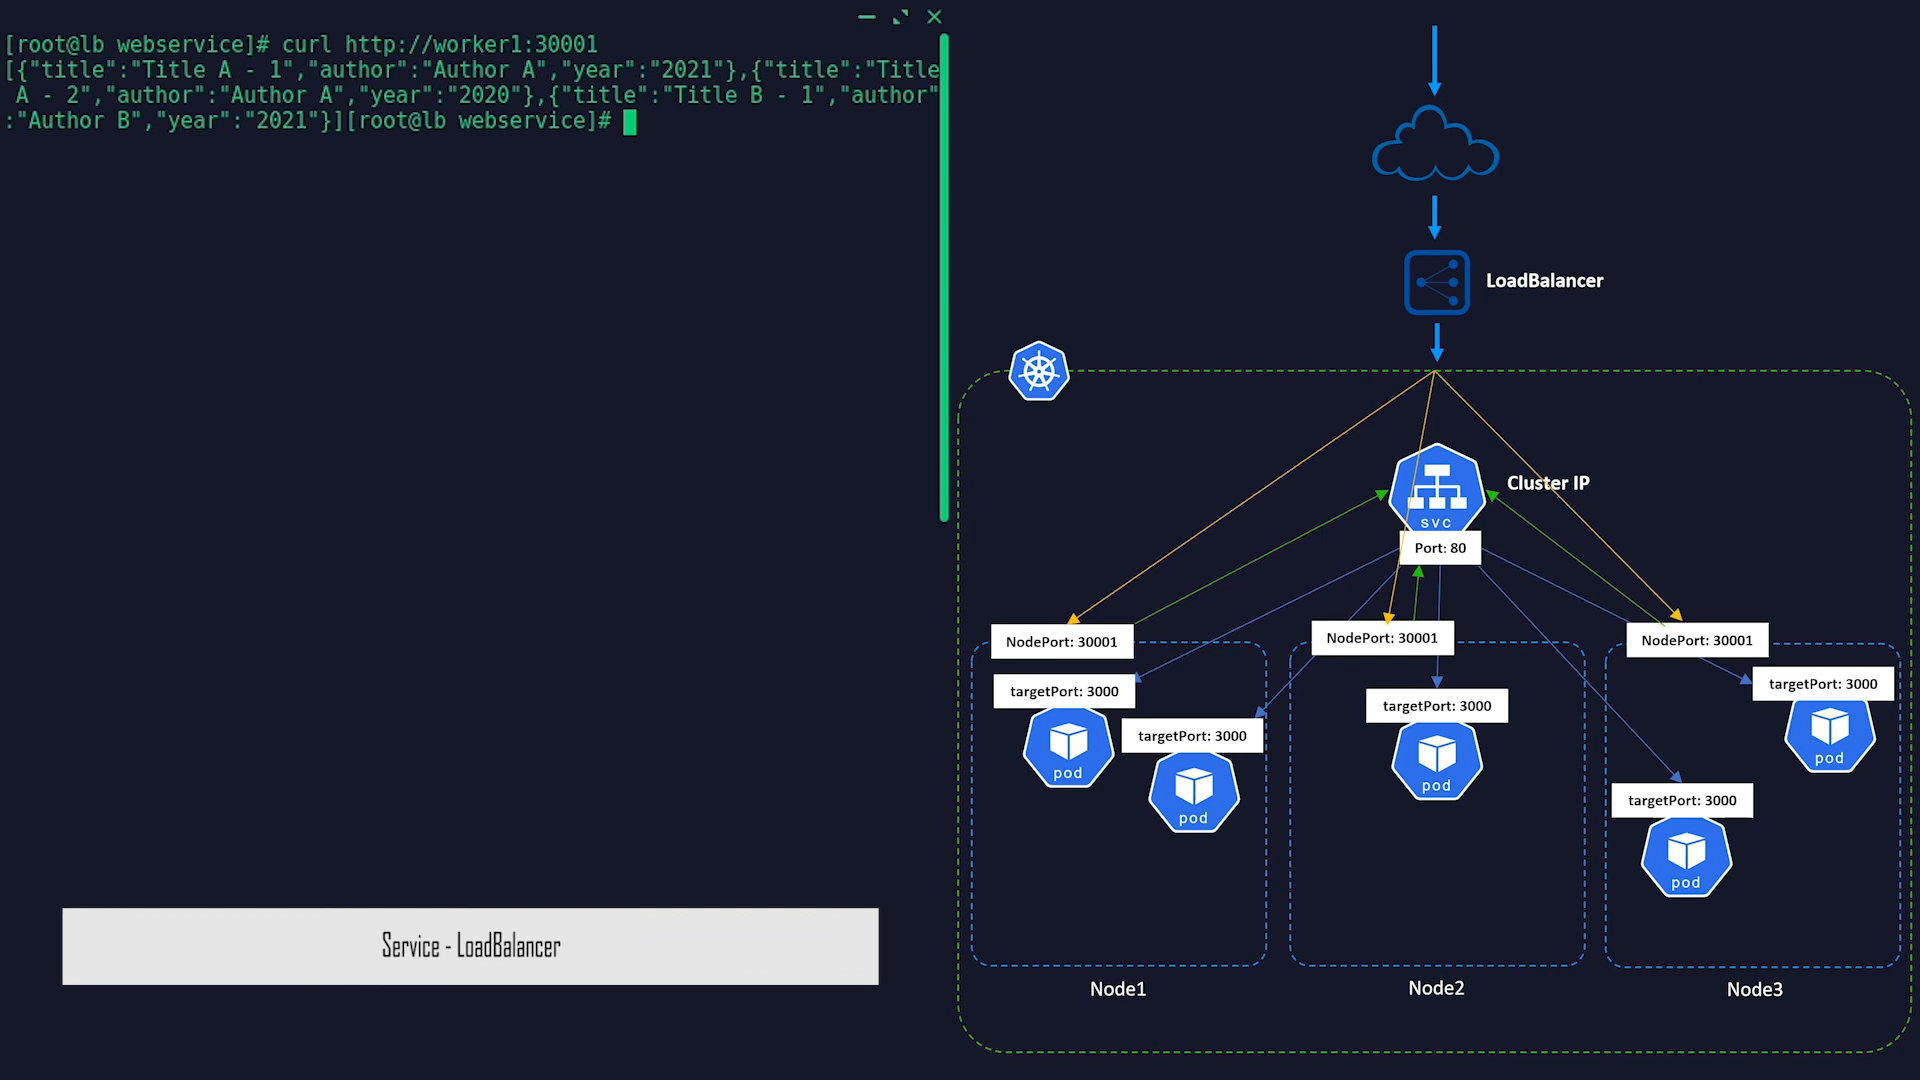 [root@lb webservice]# curl http://worker1:30001
[{"title":"Title A - 1","author":"Author A","year":"2021"},{"title":"Title
 A - 2","author":"Author A","year":"2020"},{"title":"Title B - 1","author"
:"Author B","year":"2021"}][root@lb webservice]#
LoadBalancer
Cluster IP
SVC
Port: 80
NodePort: 30001
NodePort: 30001
NodePort: 30001
targetPort: 3000
pod
targetPort: 3000
pod
targetPort: 3000
pod
targetPort: 3000
pod
targetPort: 3000
pod
Node1
Node2
Node3
Service - LoadBalancer